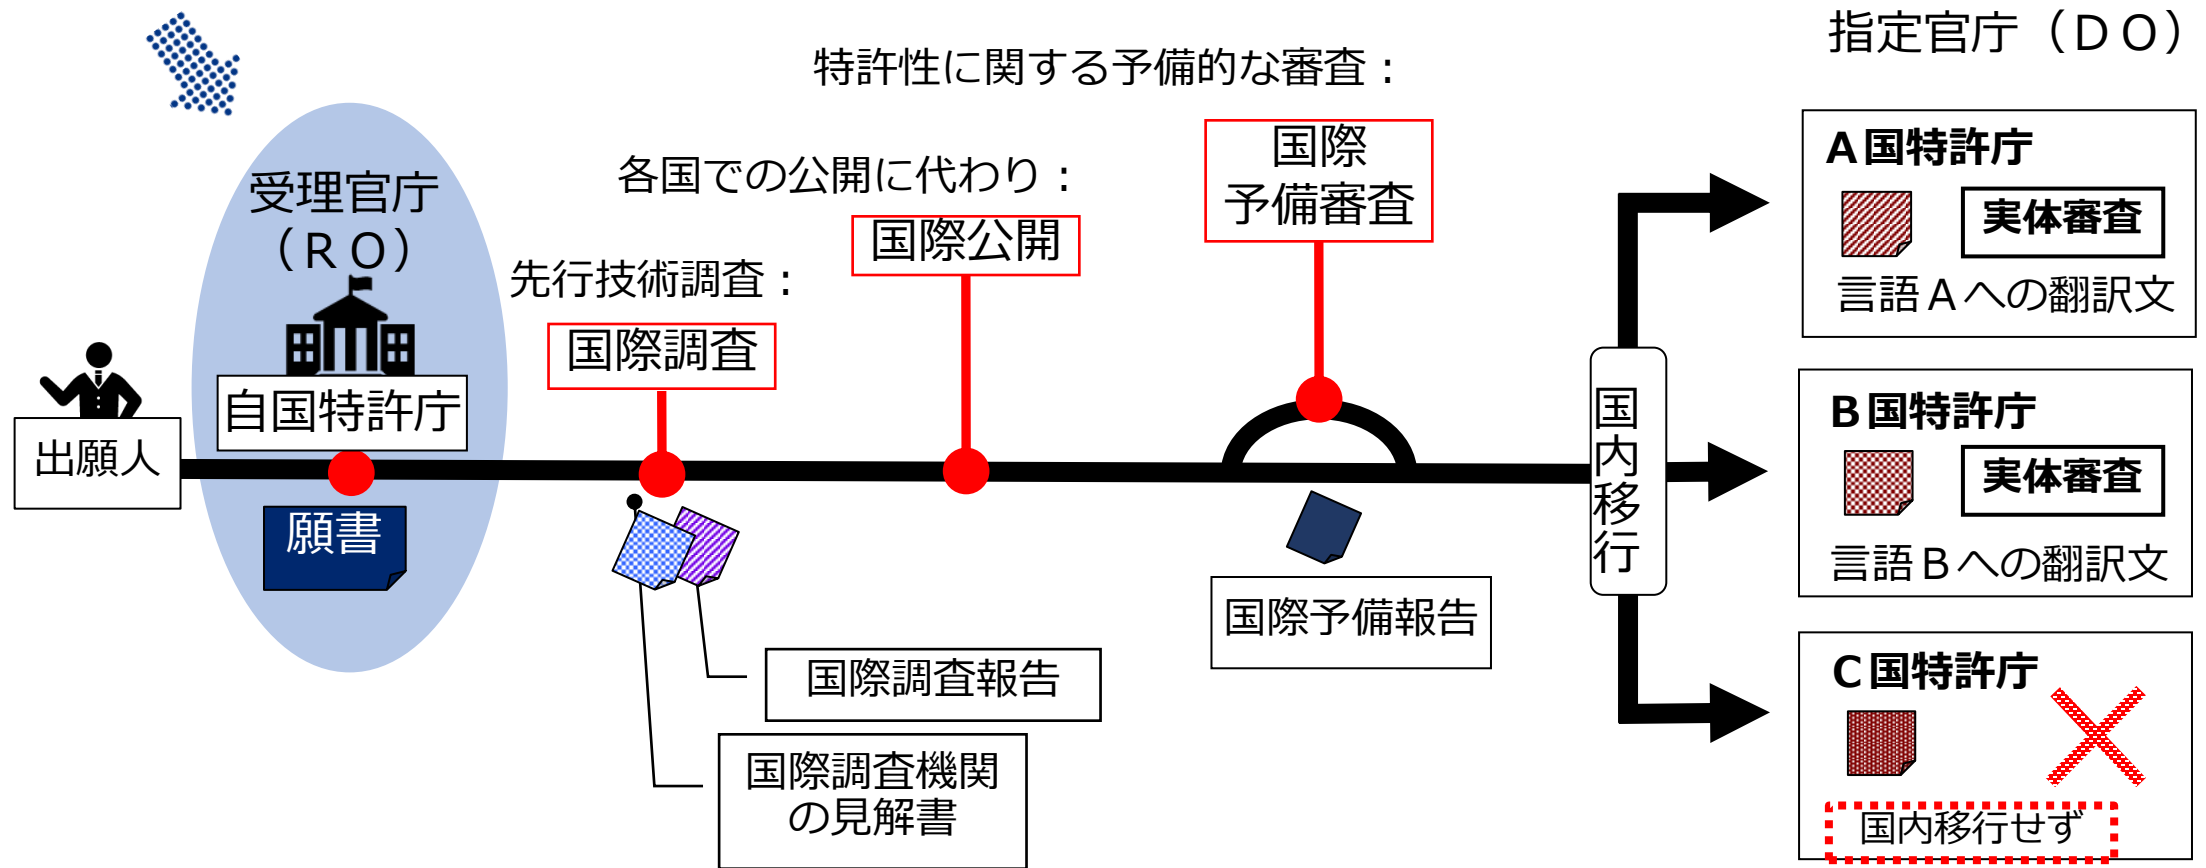 指定官庁（ＤＯ）
特許性に関する予備的な審査：
各国での公開に代わり：
先行技術調査：
受理官庁
（ＲＯ）
自国特許庁
出願人
願書
国際調査
国際公開
国際
予備審査
国際調査報告
国際調査機関
の見解書
国際予備報告
国内移行
Ａ国特許庁
実体審査
言語Ａへの翻訳文
Ｂ国特許庁
実体審査
言語Ｂへの翻訳文
Ｃ国特許庁
国内移行せず